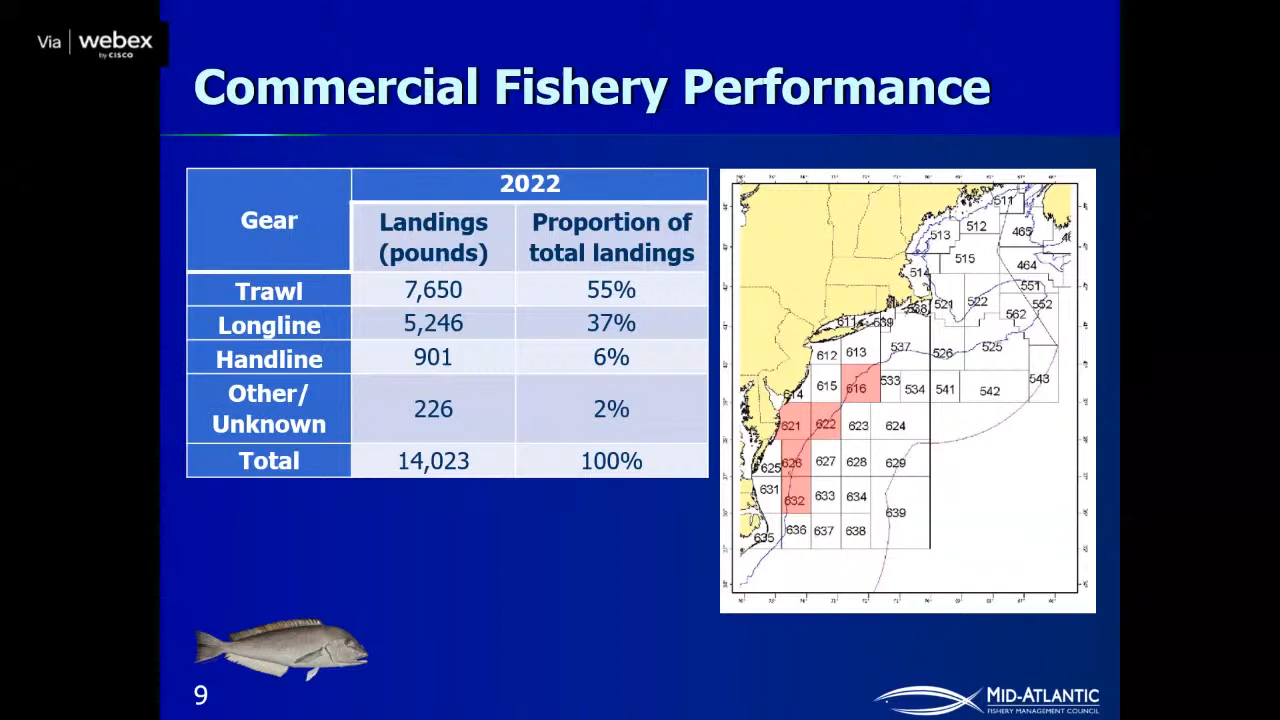 Via webex
by CISCO
Commercial Fishery Performance
Gear
2022
Landings
(pounds)
Proportion of
total landings
Trawl 7,650 55%
Longline 5,246 37%
Handline 901 6%
Other/
Unknown
226 2%
Total 14,023 100%
511
512
513
465
515
464
514
551
521 522 552
562
568
611 539
537
525
526
612 613
543
533
615 616
534 541 542
614
621 622 623 624
625 626 627 628 629
631
632 633 634
639
635 636 637 638
9
MID-ATLANTIC
FISHERY MANAGEMENT COUNCIL